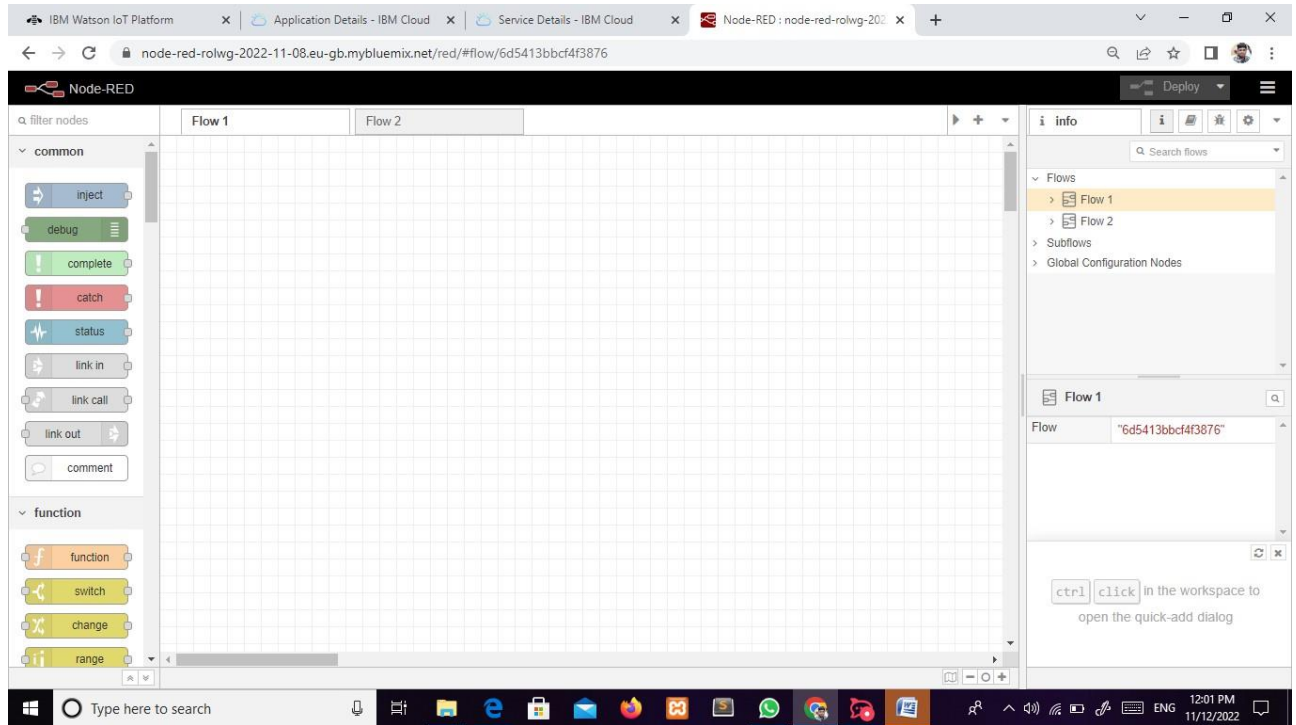 IBM Watson IoT Platform
Application Details - IBM Cloud
Service Details - IBM Cloud
Node-RED : node-red-rolwg-202
node-red-rolwg-2022-11-08.eu-gb.mybluemix.net/red/#flow/6d5413bbcf4f3876
Node-RED
Deploy
filter nodes
Flow 1
Flow 2
i info
i
Search flows
common
inject
debug
complete
catch
status
link in
link call
link out
comment
function
function
switch
change
range
Flows
Flow 1
Flow 2
Subflows
Global Configuration Nodes
Flow 1
Flow "6d5413bbcf4f3876"
ctrl click in the workspace to
open the quick-add dialog
Type here to search
ENG
12:01 PM
11/12/2022